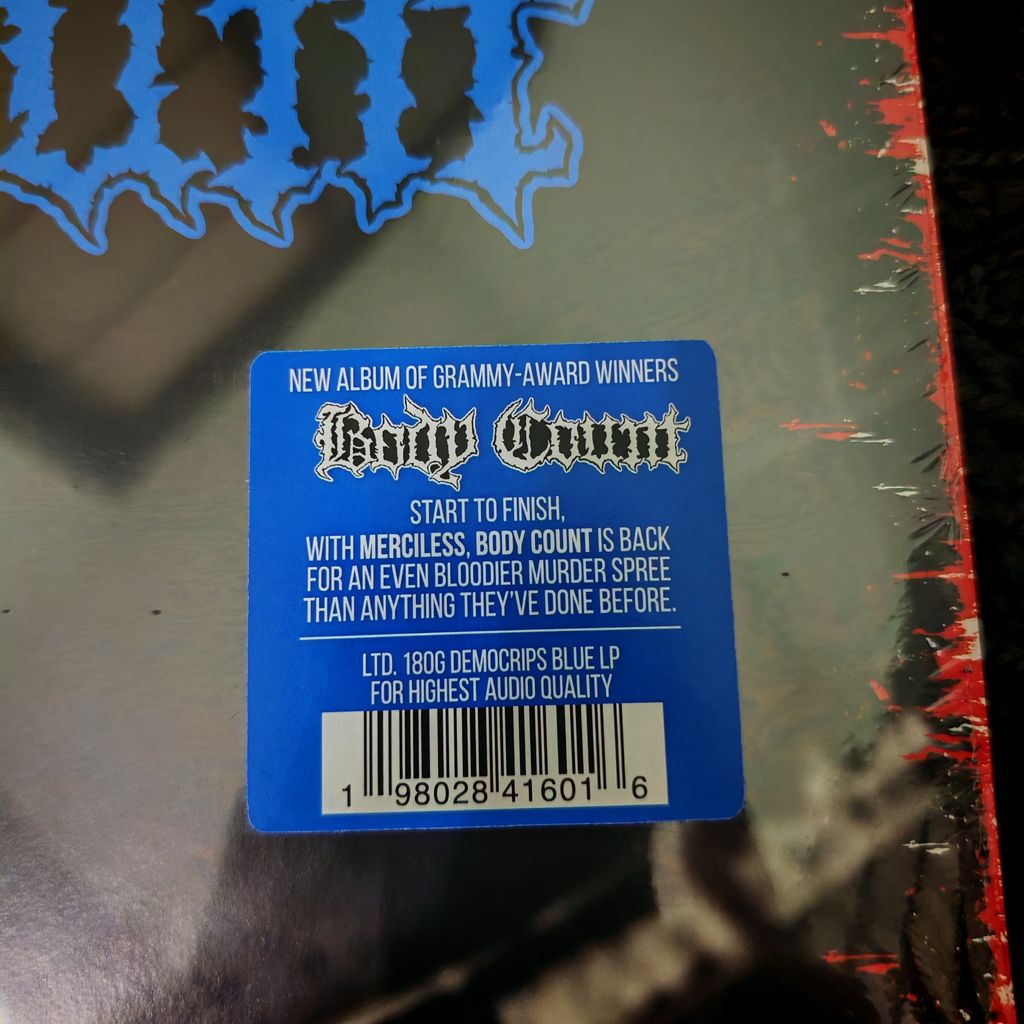 NEW ALBUM OF GRAMMY-AWARD WINNERS
Body Count
START TO FINISH,
WITH MERCILESS, BODY COUNT IS BACK
FOR AN EVEN BLOODIER MURDER SPREE
THAN ANYTHING THEY'VE DONE BEFORE.
LTD. 180G DEMOCRIPS BLUE LP
FOR HIGHEST AUDIO QUALITY
1 98028 41601 6